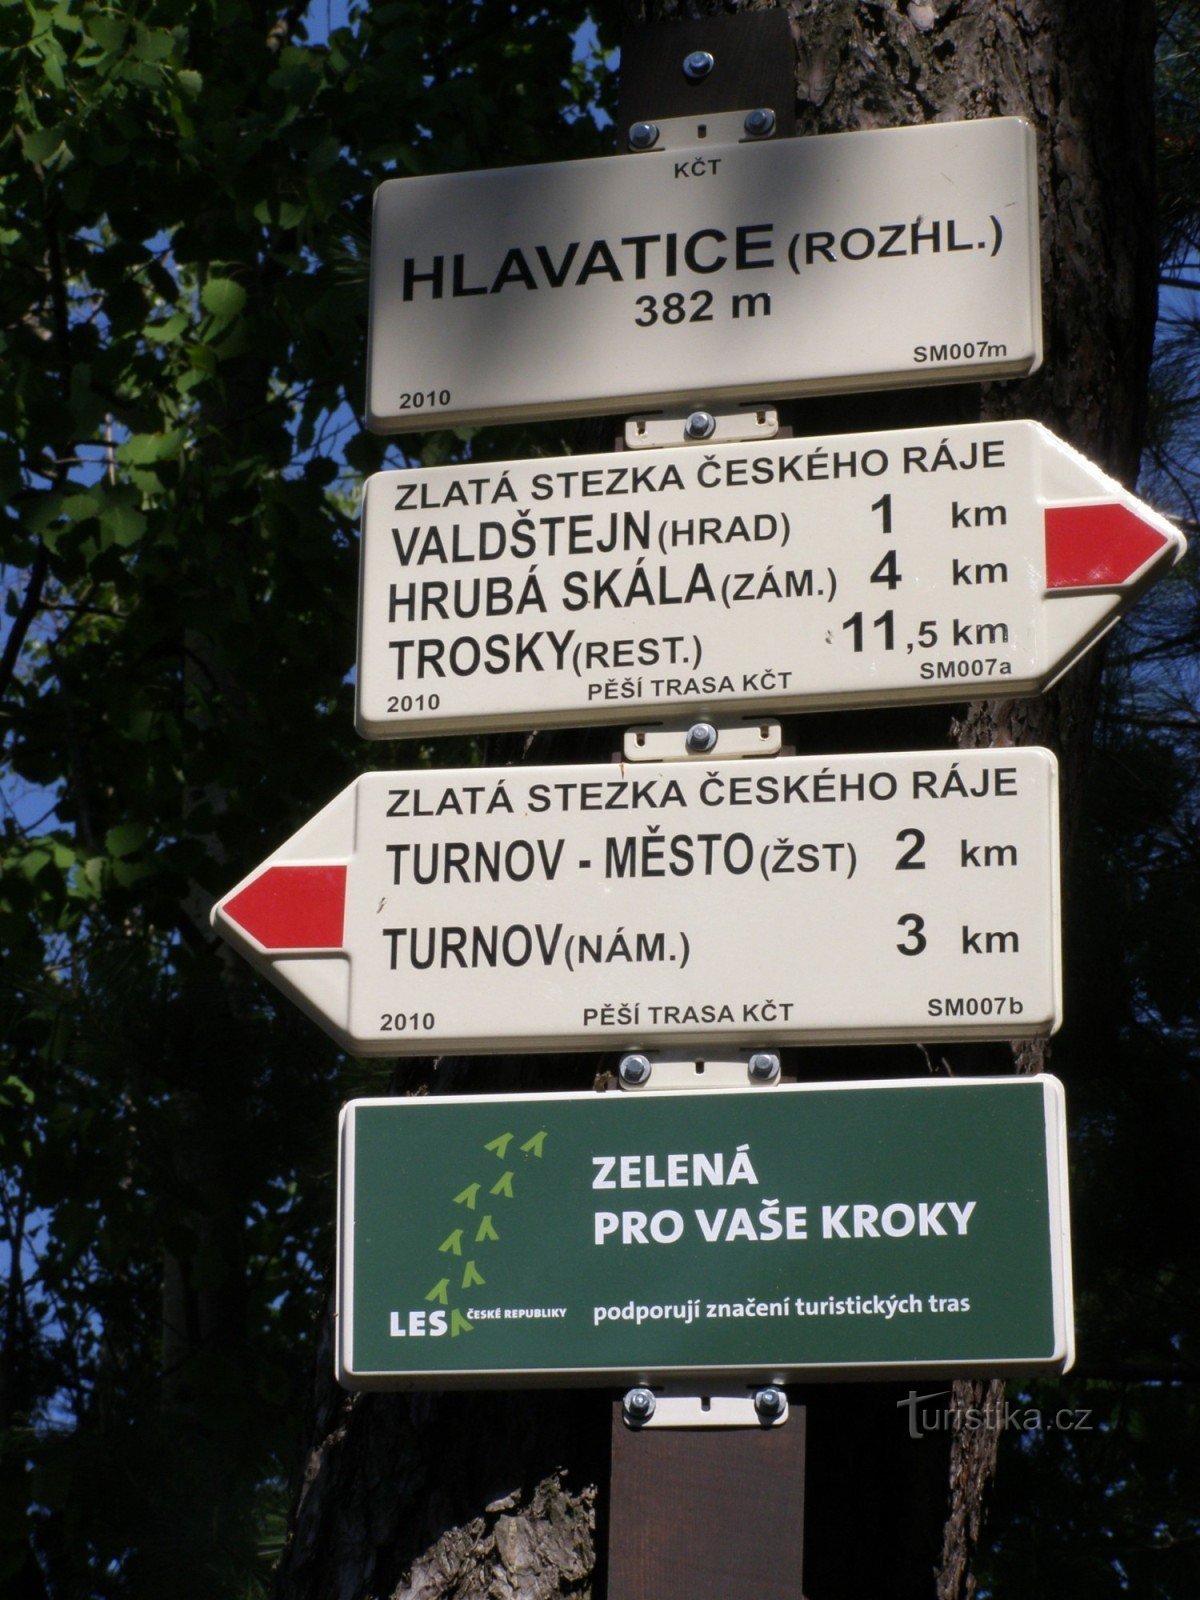 KČT
HLAVATICE (ROZHL.)
382 m
2010 SM007m
ZLATÁ STEZKA ČESKÉHO RÁJE
VALDŠTEJN (HRAD) 1 km
HRUBÁ SKÁLA (ZÁM.) 4 km
TROSKY (REST.) 11,5 km
2010 PĚŠÍ TRASA KČT SM007a
ZLATÁ STEZKA ČESKÉHO RÁJE
TURNOV - MĚSTO (ŽST) 2 km
TURNOV (NÁM.) 3 km
2010 PĚŠÍ TRASA KČT SM007b
ZELENÁ
PRO VAŠE KROKY
LESY ČESKÉ REPUBLIKY podporují značení turistických tras
Turistika.cz